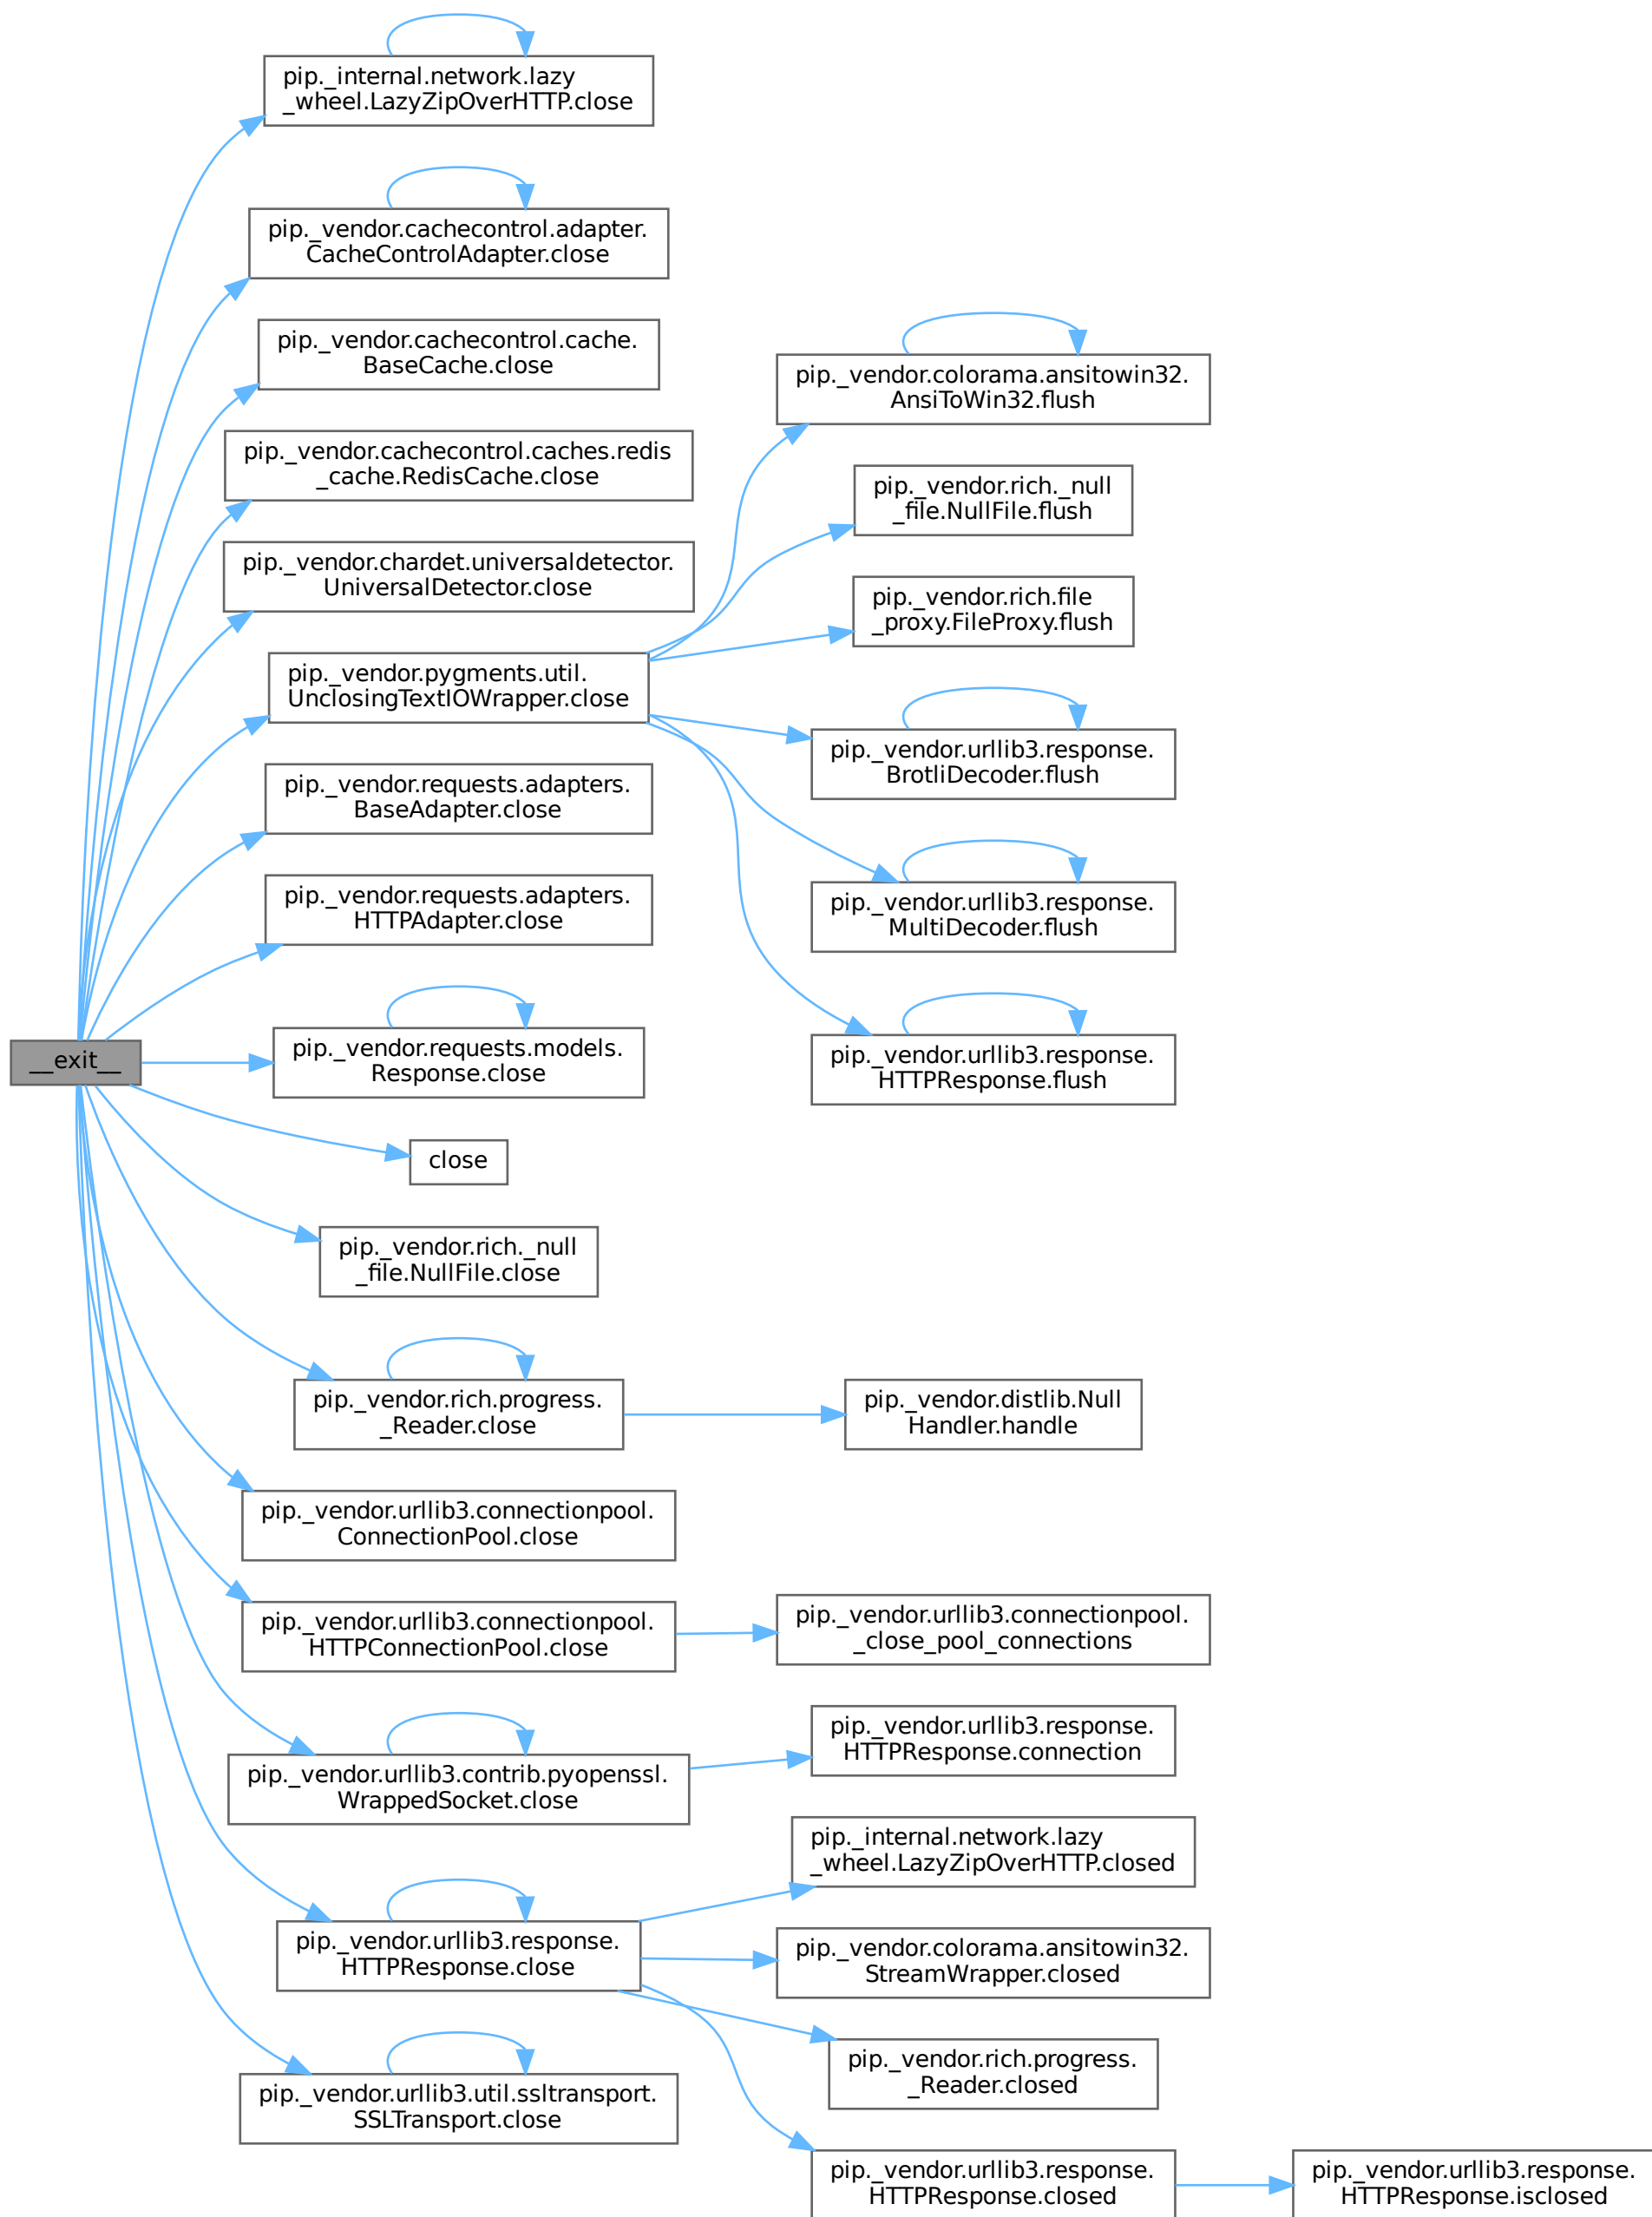 pip._internal.network.lazy
_wheel.LazyZipOverHTTP.close
pip._vendor.cachecontrol.adapter.
CacheControlAdapter.close
pip._vendor.cachecontrol.cache.
BaseCache.close
pip._vendor.cachecontrol.caches.redis
_cache.RedisCache.close
pip._vendor.chardet.universaldetector.
UniversalDetector.close
pip._vendor.pygments.util.
UnclosingTextIOWrapper.close
pip._vendor.requests.adapters.
BaseAdapter.close
pip._vendor.requests.adapters.
HTTPAdapter.close
__exit__
pip._vendor.requests.models.
Response.close
close
pip._vendor.rich._null
_file.NullFile.close
pip._vendor.rich.progress.
_Reader.close
pip._vendor.urllib3.connectionpool.
ConnectionPool.close
pip._vendor.urllib3.connectionpool.
HTTPConnectionPool.close
pip._vendor.urllib3.contrib.pyopenssl.
WrappedSocket.close
pip._vendor.urllib3.response.
HTTPResponse.close
pip._vendor.urllib3.util.ssltransport.
SSLTransport.close
pip._vendor.colorama.ansitowin32.
AnsiToWin32.flush
pip._vendor.rich._null
_file.NullFile.flush
pip._vendor.rich.file
_proxy.FileProxy.flush
pip._vendor.urllib3.response.
BrotliDecoder.flush
pip._vendor.urllib3.response.
MultiDecoder.flush
pip._vendor.urllib3.response.
HTTPResponse.flush
pip._vendor.distlib.Null
Handler.handle
pip._vendor.urllib3.connectionpool.
_close_pool_connections
pip._vendor.urllib3.response.
HTTPResponse.connection
pip._internal.network.lazy
_wheel.LazyZipOverHTTP.closed
pip._vendor.colorama.ansitowin32.
StreamWrapper.closed
pip._vendor.rich.progress.
_Reader.closed
pip._vendor.urllib3.response.
HTTPResponse.closed
pip._vendor.urllib3.response.
HTTPResponse.isclosed